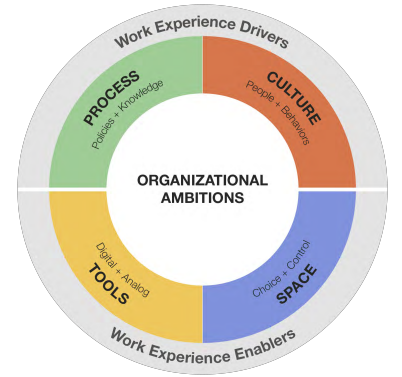 Work Experience Drivers
PROCESS
Policies + Knowledge
CULTURE
People + Behaviors
ORGANIZATIONAL
AMBITIONS
Digital + Analog
TOOLS
Choice + Control
SPACE
Work Experience Enablers